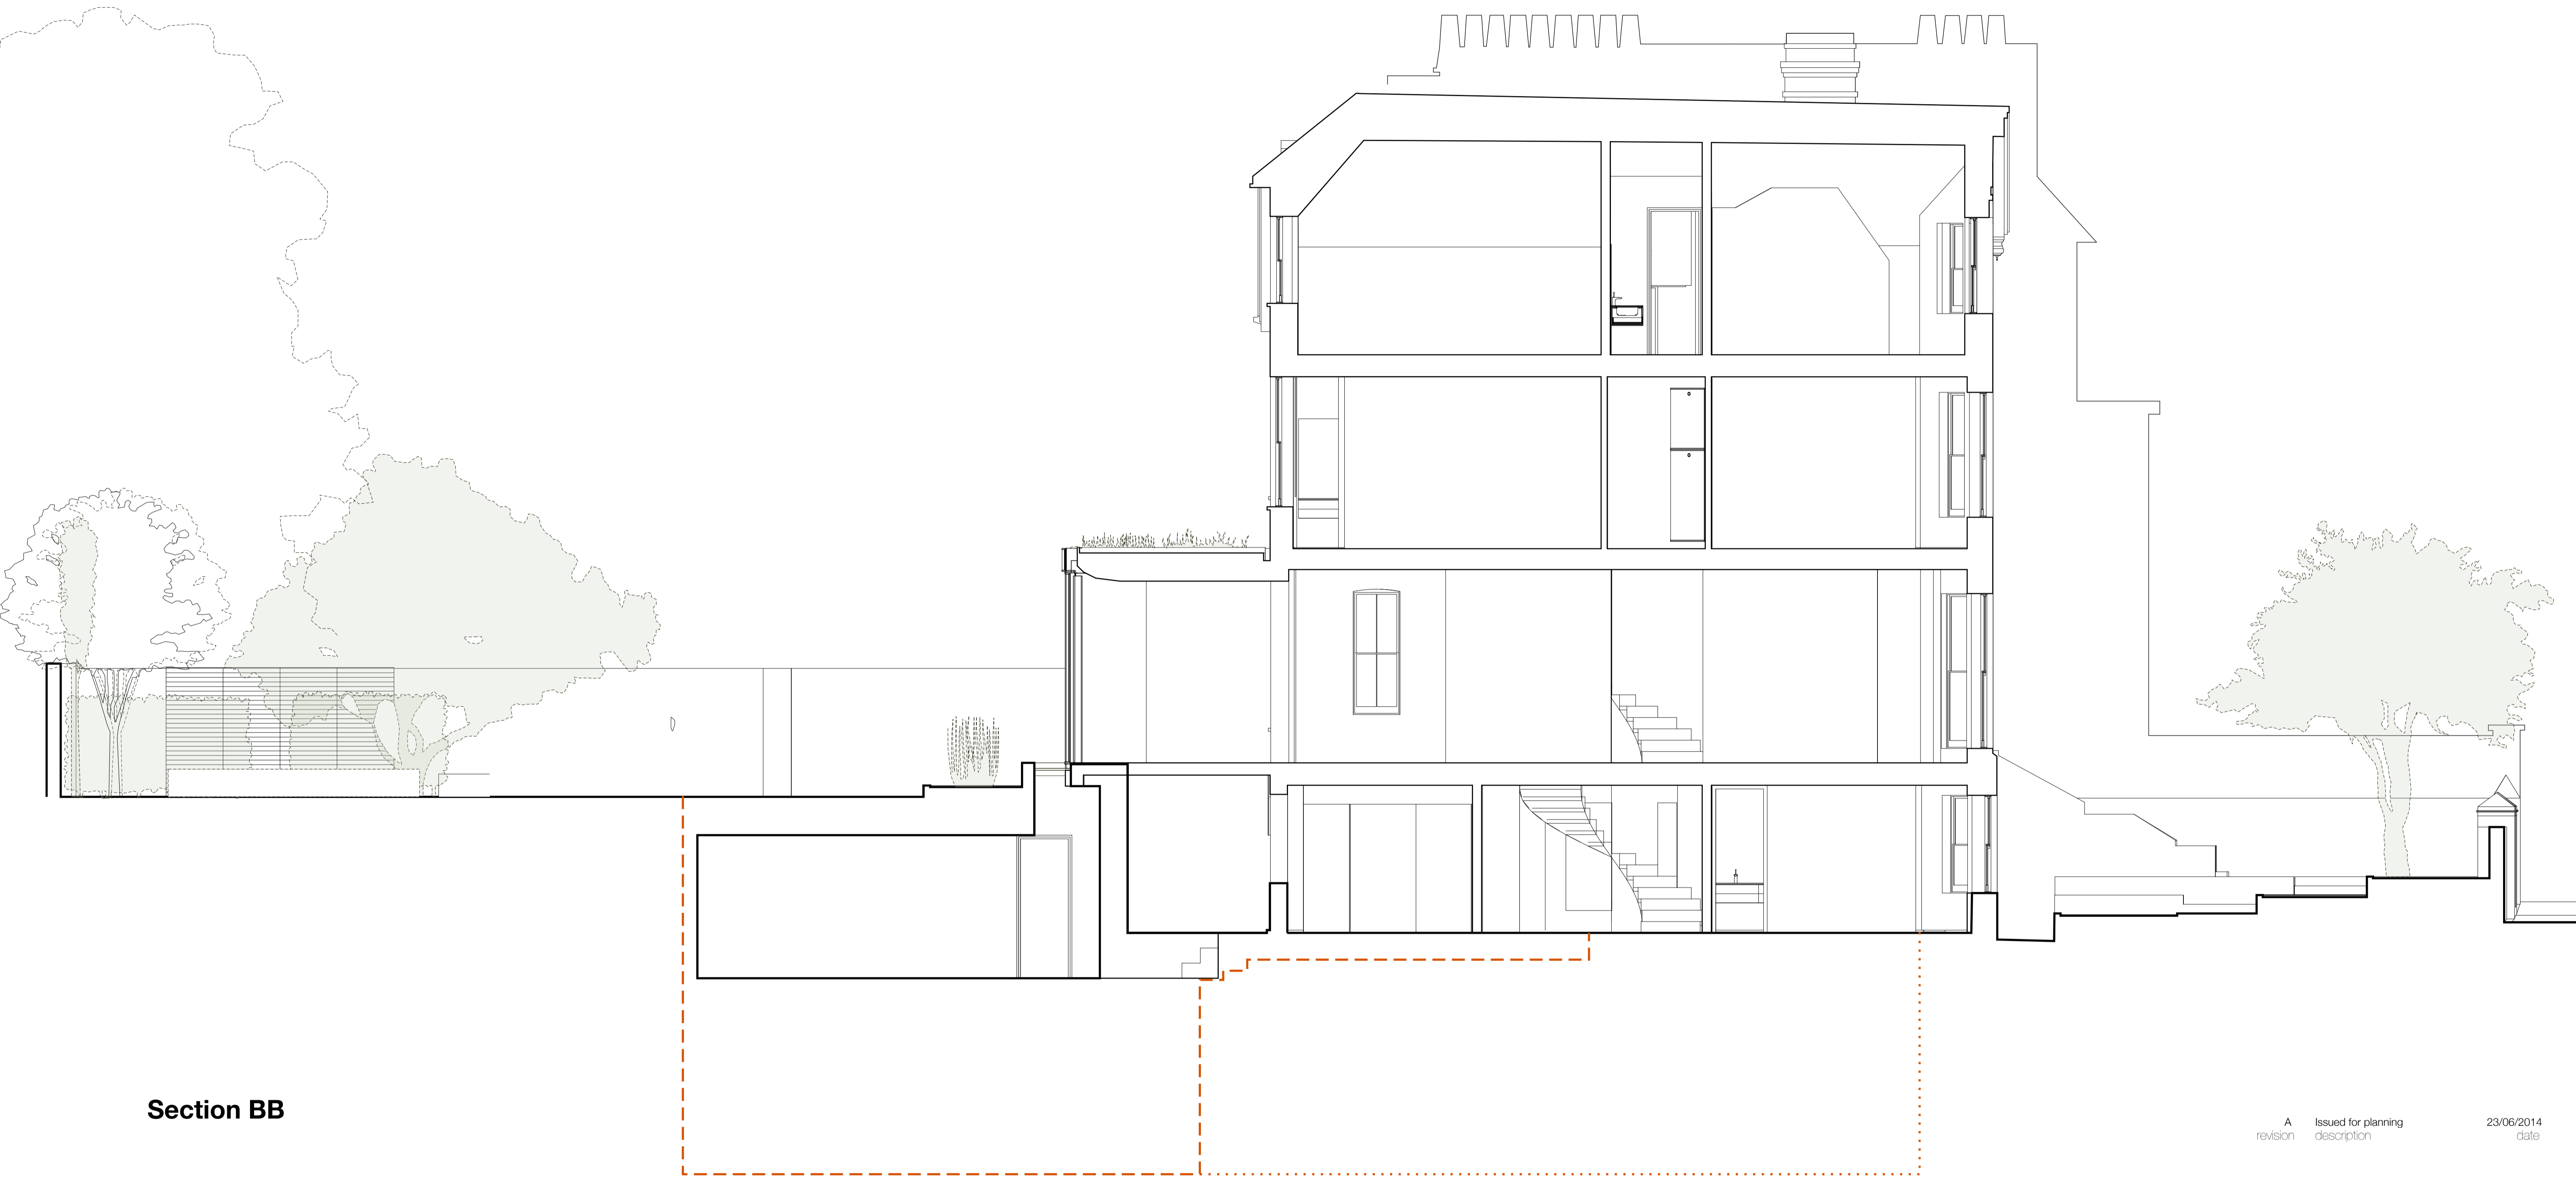 Section BB
A Issued for planning 23/06/2014
revision description date